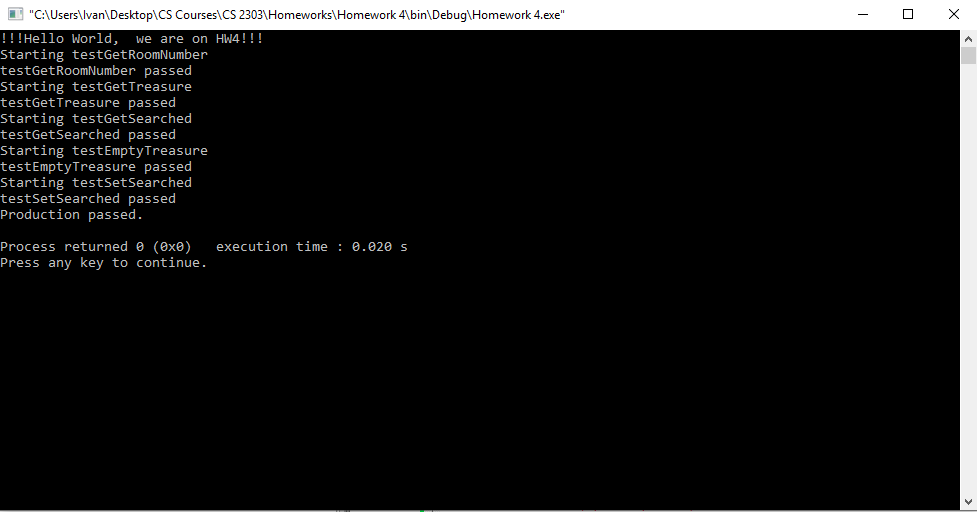 "C:\Users\Ivan\Desktop\CS Courses\CS 2303\Homeworks\Homework 4\bin\Debug\Homework 4.exe"
!!!Hello World,  we are on HW4!!!
Starting testGetRoomNumber
testGetRoomNumber passed
Starting testGetTreasure
testGetTreasure passed
Starting testGetSearched
testGetSearched passed
Starting testEmptyTreasure
testEmptyTreasure passed
Starting testSetSearched
testSetSearched passed
Production passed.

Process returned 0 (0x0)   execution time : 0.020 s
Press any key to continue.